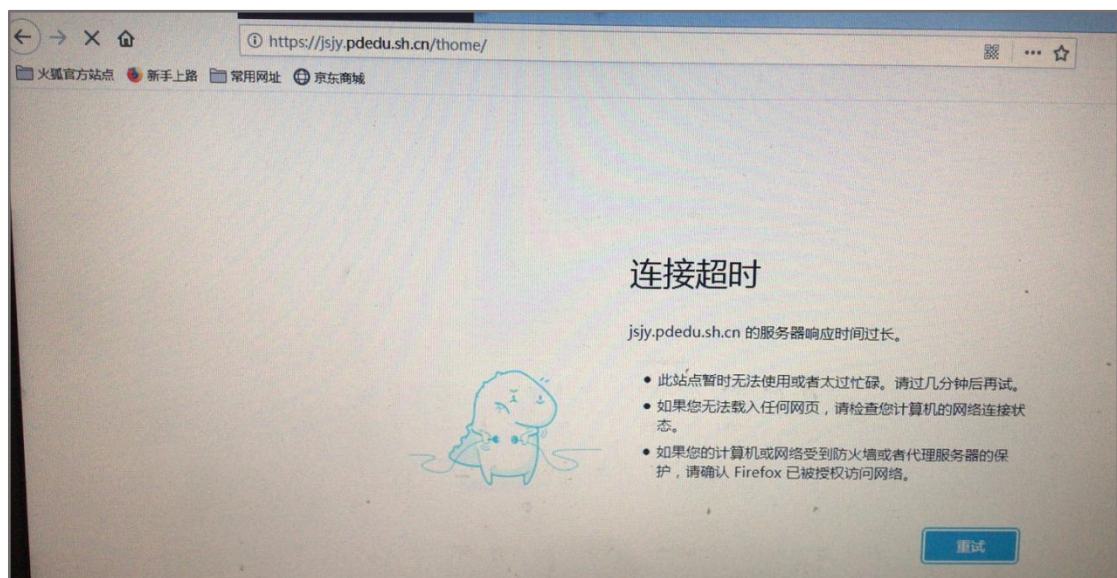 https://jsjy.pdedu.sh.cn/thome/
火狐官方站点 新手上路 常用网址 京东商城
连接超时
jsjy.pdedu.sh.cn 的服务器响应时间过长。
此站点暂时无法使用或者太过忙碌。请过几分钟后再试。
如果您无法载入任何网页，请检查您计算机的网络连接状
态。
如果您的计算机或网络受到防火墙或者代理服务器的保
护，请确认 Firefox 已被授权访问网络。
重试